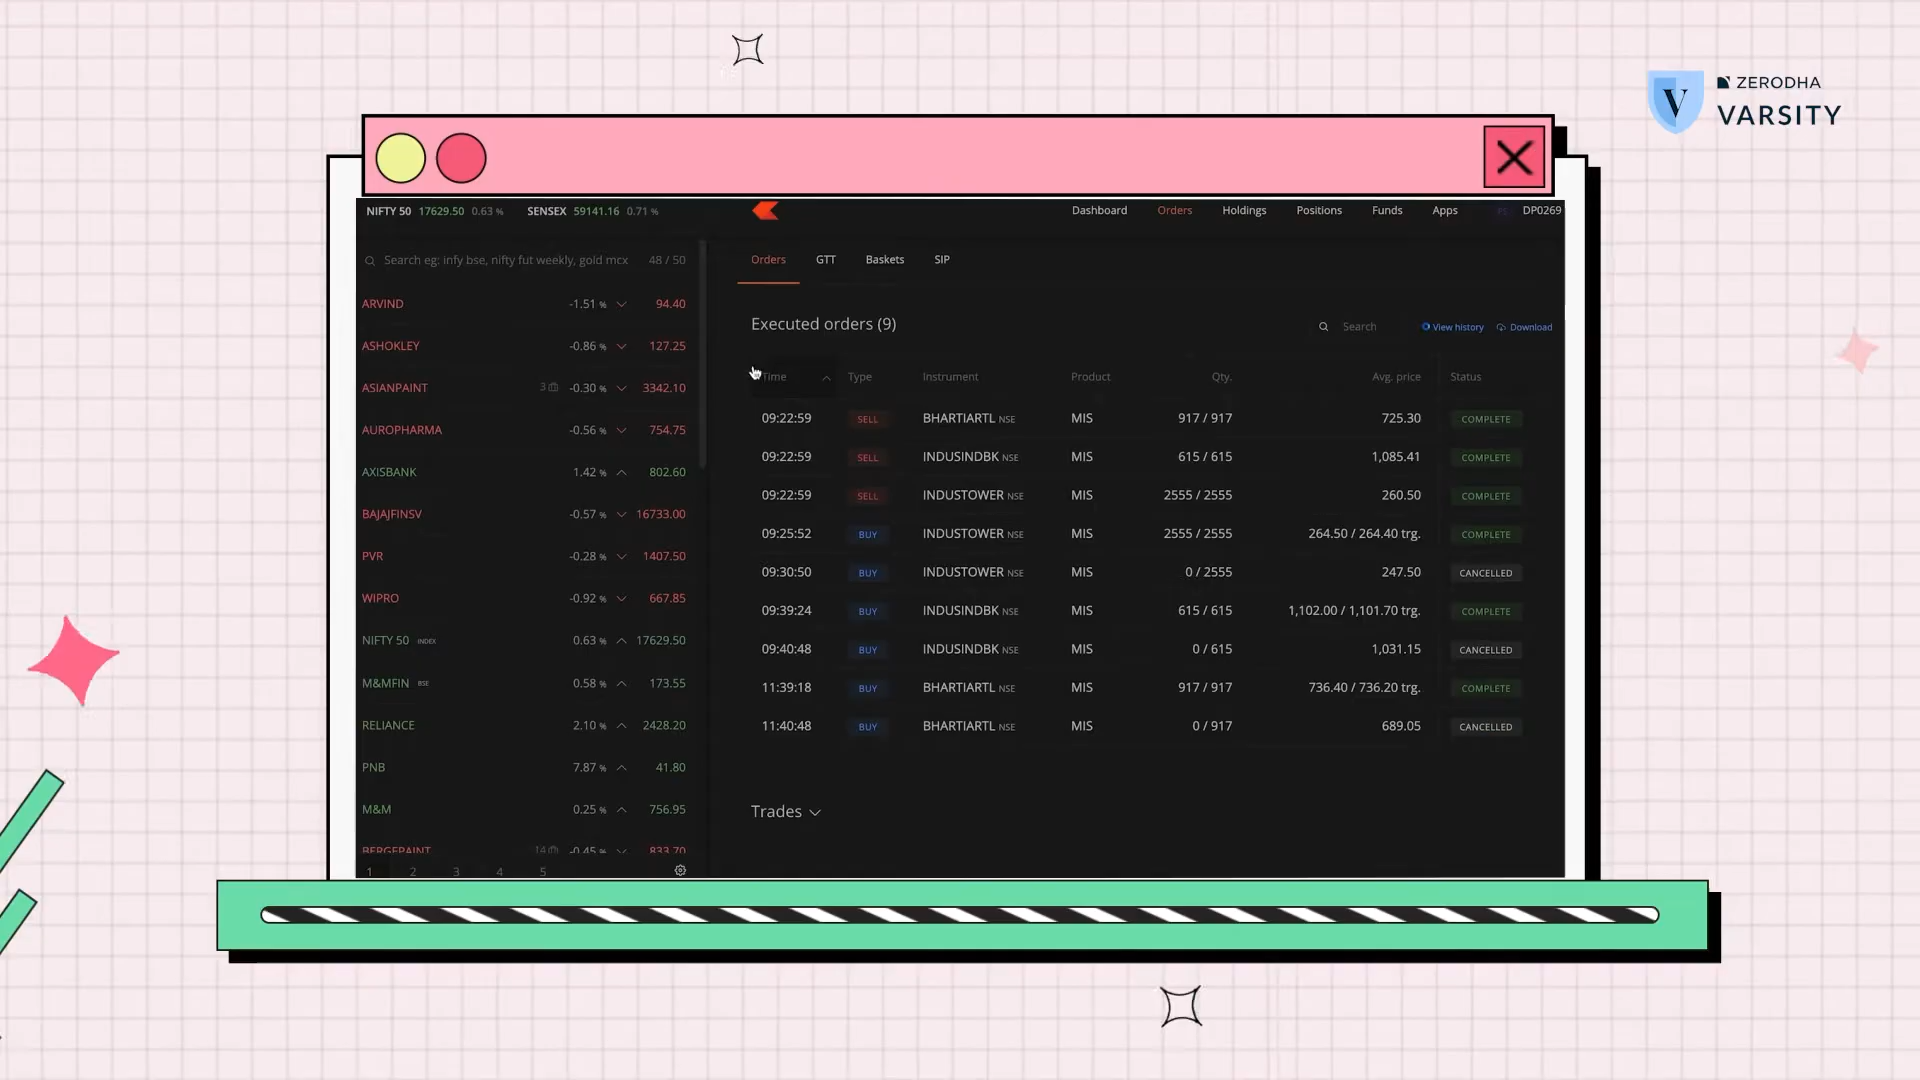 V
ZERODHA
VARSITY
NIFTY 50 17629.50 0.63 % SENSEX 59141.16 0.71 %
Dashboard Orders Holdings Positions Funds Apps DP0269
Search eg: infy bse, nifty fut weekly, gold mcx 48 / 50
Orders GTT Baskets SIP
ARVIND -1.51 % 94.40
ASHOKLEY -0.86 % 127.25
ASIANPAINT 3 -0.30 % 3342.10
AUROPHARMA -0.56 % 754.75
AXISBANK 1.42 % 802.60
BAJAJFINSV -0.57 % 16733.00
PVR -0.28 % 1407.50
WIPRO -0.92 % 667.85
NIFTY 50 INDEX 0.63 % 17629.50
M&MFIN BSE 0.58 % 173.55
RELIANCE 2.10 % 2428.20
PNB 7.87 % 41.80
M&M 0.25 % 756.95
BERGEPAINT 14 -0.45 % 833.70
1 2 3 4 5
Executed orders (9)
Search View history Download
Time Type Instrument Product Qty. Avg. price Status
09:22:59 SELL BHARTIARTL NSE MIS 917 / 917 725.30 COMPLETE
09:22:59 SELL INDUSINDBK NSE MIS 615 / 615 1,085.41 COMPLETE
09:22:59 SELL INDUSTOWER NSE MIS 2555 / 2555 260.50 COMPLETE
09:25:52 BUY INDUSTOWER NSE MIS 2555 / 2555 264.50 / 264.40 trg. COMPLETE
09:30:50 BUY INDUSTOWER NSE MIS 0 / 2555 247.50 CANCELLED
09:39:24 BUY INDUSINDBK NSE MIS 615 / 615 1,102.00 / 1,101.70 trg. COMPLETE
09:40:48 BUY INDUSINDBK NSE MIS 0 / 615 1,031.15 CANCELLED
11:39:18 BUY BHARTIARTL NSE MIS 917 / 917 736.40 / 736.20 trg. COMPLETE
11:40:48 BUY BHARTIARTL NSE MIS 0 / 917 689.05 CANCELLED
Trades